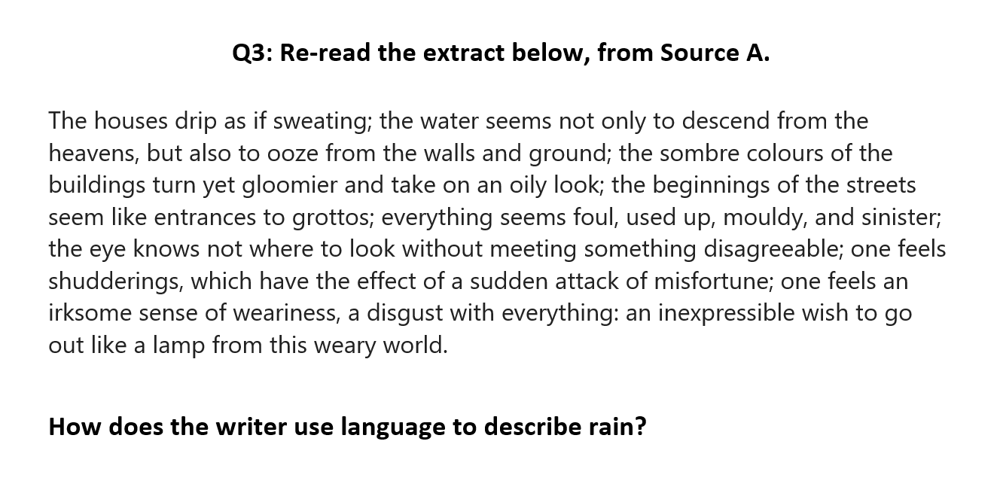 Q3: Re-read the extract below, from Source A.
The houses drip as if sweating; the water seems not only to descend from the
heavens, but also to ooze from the walls and ground; the sombre colours of the
buildings turn yet gloomier and take on an oily look; the beginnings of the streets
seem like entrances to grottos; everything seems foul, used up, mouldy, and sinister;
the eye knows not where to look without meeting something disagreeable; one feels
shudderings, which have the effect of a sudden attack of misfortune; one feels an
irksome sense of weariness, a disgust with everything: an inexpressible wish to go
out like a lamp from this weary world.
How does the writer use language to describe rain?